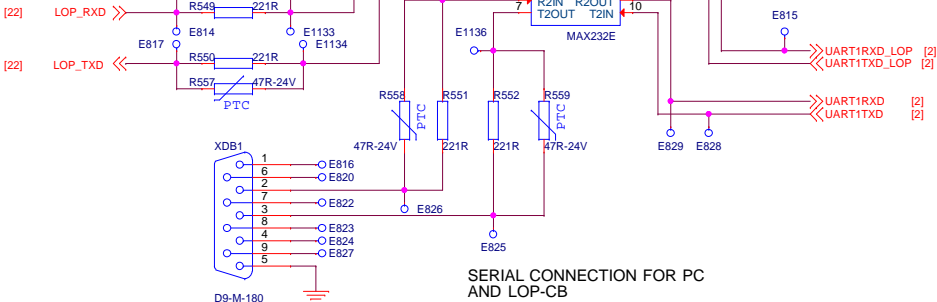 R549 221R
[22] LOP_RXD
E814 E1133
E817 E1134
[22] LOP_TXD
R550 221R
R557 47R-24V
PTC
7 R2IN R2OUT
T2OUT T2IN 10
MAX232E
E1136
E815
UART1RXD_LOP [2]
UART1TXD_LOP [2]
UART1RXD [2]
UART1TXD [2]
R558 R551 R552 R559
PTC PTC
47R-24V 221R 221R 47R-24V
E829 E828
XDB1
1 E816
6 E820
2
7 E822
E826
3
8 E823
4 E824
9 E827
5
E825
D9-M-180
SERIAL CONNECTION FOR PC
AND LOP-CB